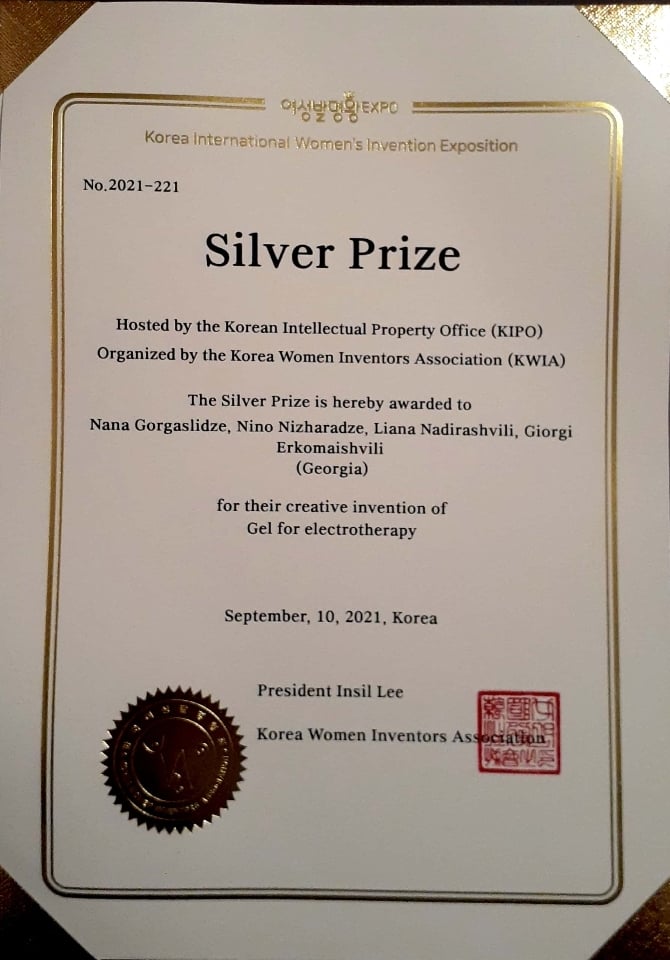 여성발명왕EXPO
Korea International Women's Invention Exposition
No.2021-221
Silver Prize
Hosted by the Korean Intellectual Property Office (KIPO)
Organized by the Korea Women Inventors Association (KWIA)
The Silver Prize is hereby awarded to
Nana Gorgaslidze, Nino Nizharadze, Liana Nadirashvili, Giorgi
Erkomaishvili
(Georgia)
for their creative invention of
Gel for electrotherapy
September, 10, 2021, Korea
President Insil Lee
Korea Women Inventors Association